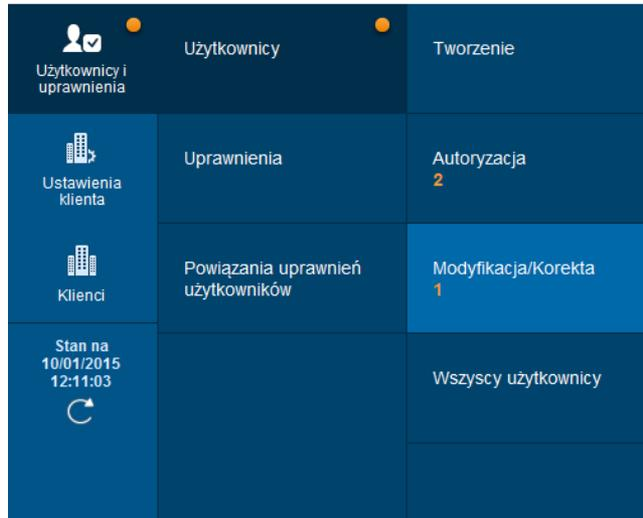 Użytkownicy i
uprawnienia
Ustawienia
klienta
Klienci
Stan na
10/01/2015
12:11:03
Użytkownicy
Uprawnienia
Powiązania uprawnień
użytkowników
Tworzenie
Autoryzacja
2
Modyfikacja/Korekta
1
Wszyscy użytkownicy